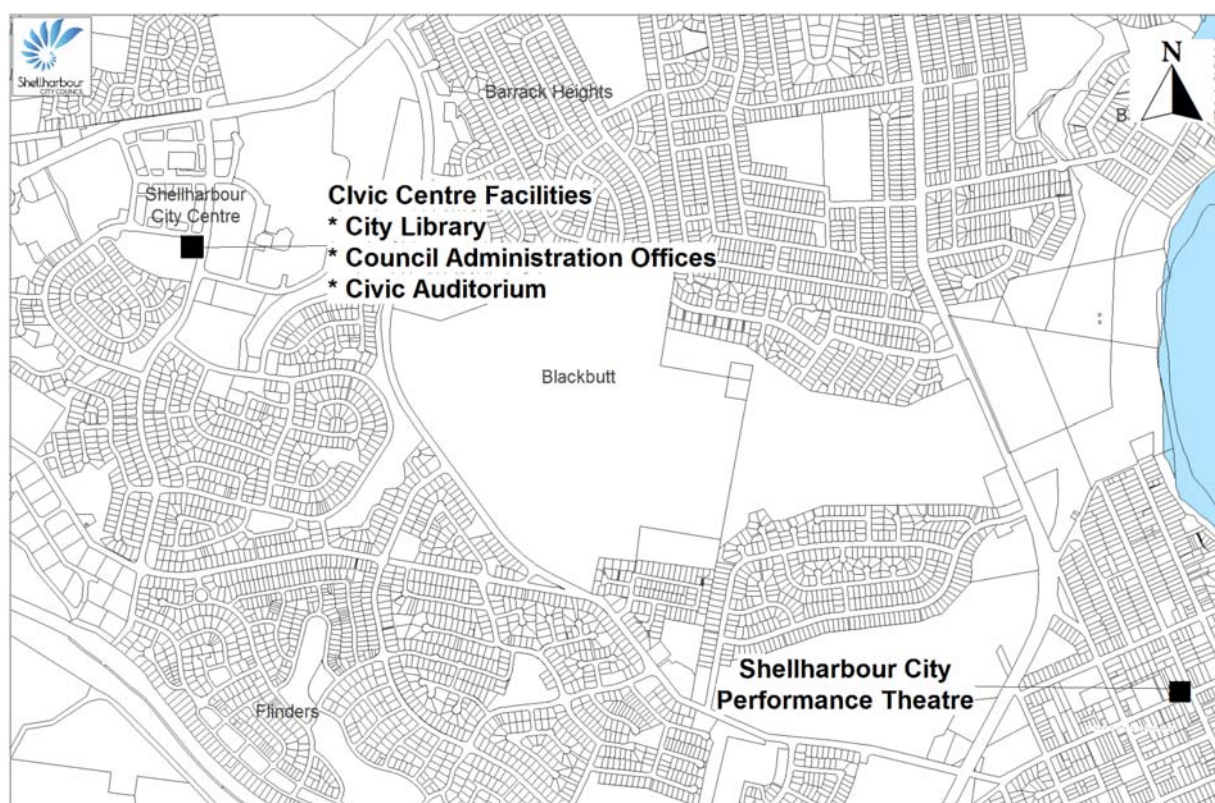 Shellharbour
CITY COUNCIL
N
Barrack Heights
B
Shellharbour
City Centre
CIvic Centre Facilities
* City Library
* Council Administration Offices
* Civic Auditorium
Blackbutt
Shellharbour City
Performance Theatre
Flinders